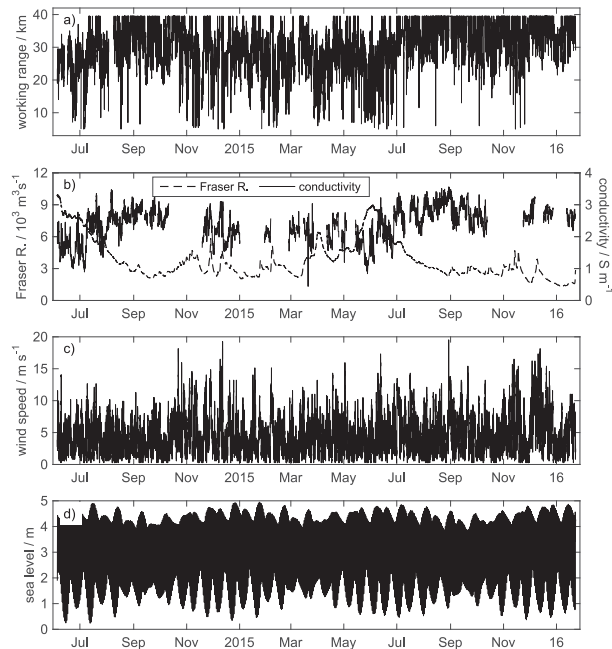 a)
working range / km
40
30
20
10
Jul Sep Nov 2015 Mar May Jul Sep Nov 16
b)
Fraser R. conductivity
Fraser R. / 10³ m³s⁻¹
12
9
6
3
0
conductivity / S m⁻¹
4
3
2
1
0
Jul Sep Nov 2015 Mar May Jul Sep Nov 16
c)
wind speed / m s⁻¹
20
15
10
5
0
Jul Sep Nov 2015 Mar May Jul Sep Nov 16
d)
sea level / m
5
4
3
2
1
0
Jul Sep Nov 2015 Mar May Jul Sep Nov 16